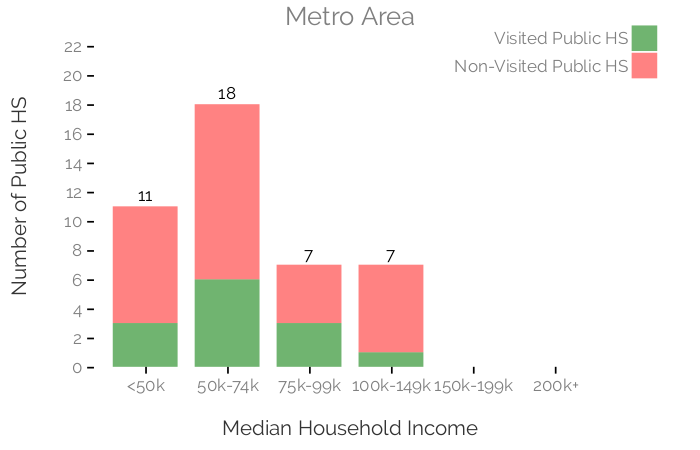 Metro Area
Visited Public HS
Non-Visited Public HS
Number of Public HS
22
20
18
16
14
12
10
8
6
4
2
0
11
18
7
7
<50k
50k-74k
75k-99k
100k-149k
150k-199k
200k+
Median Household Income